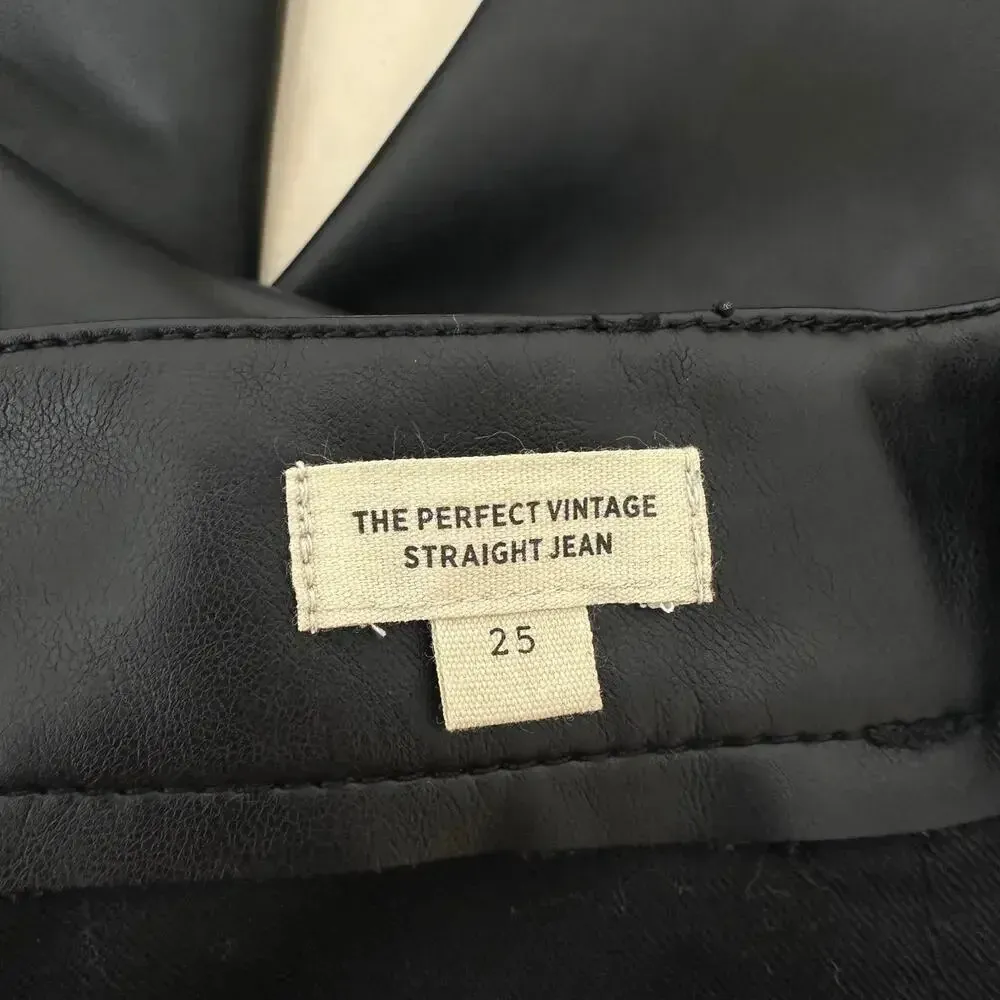 THE PERFECT VINTAGE
STRAIGHT JEAN
25